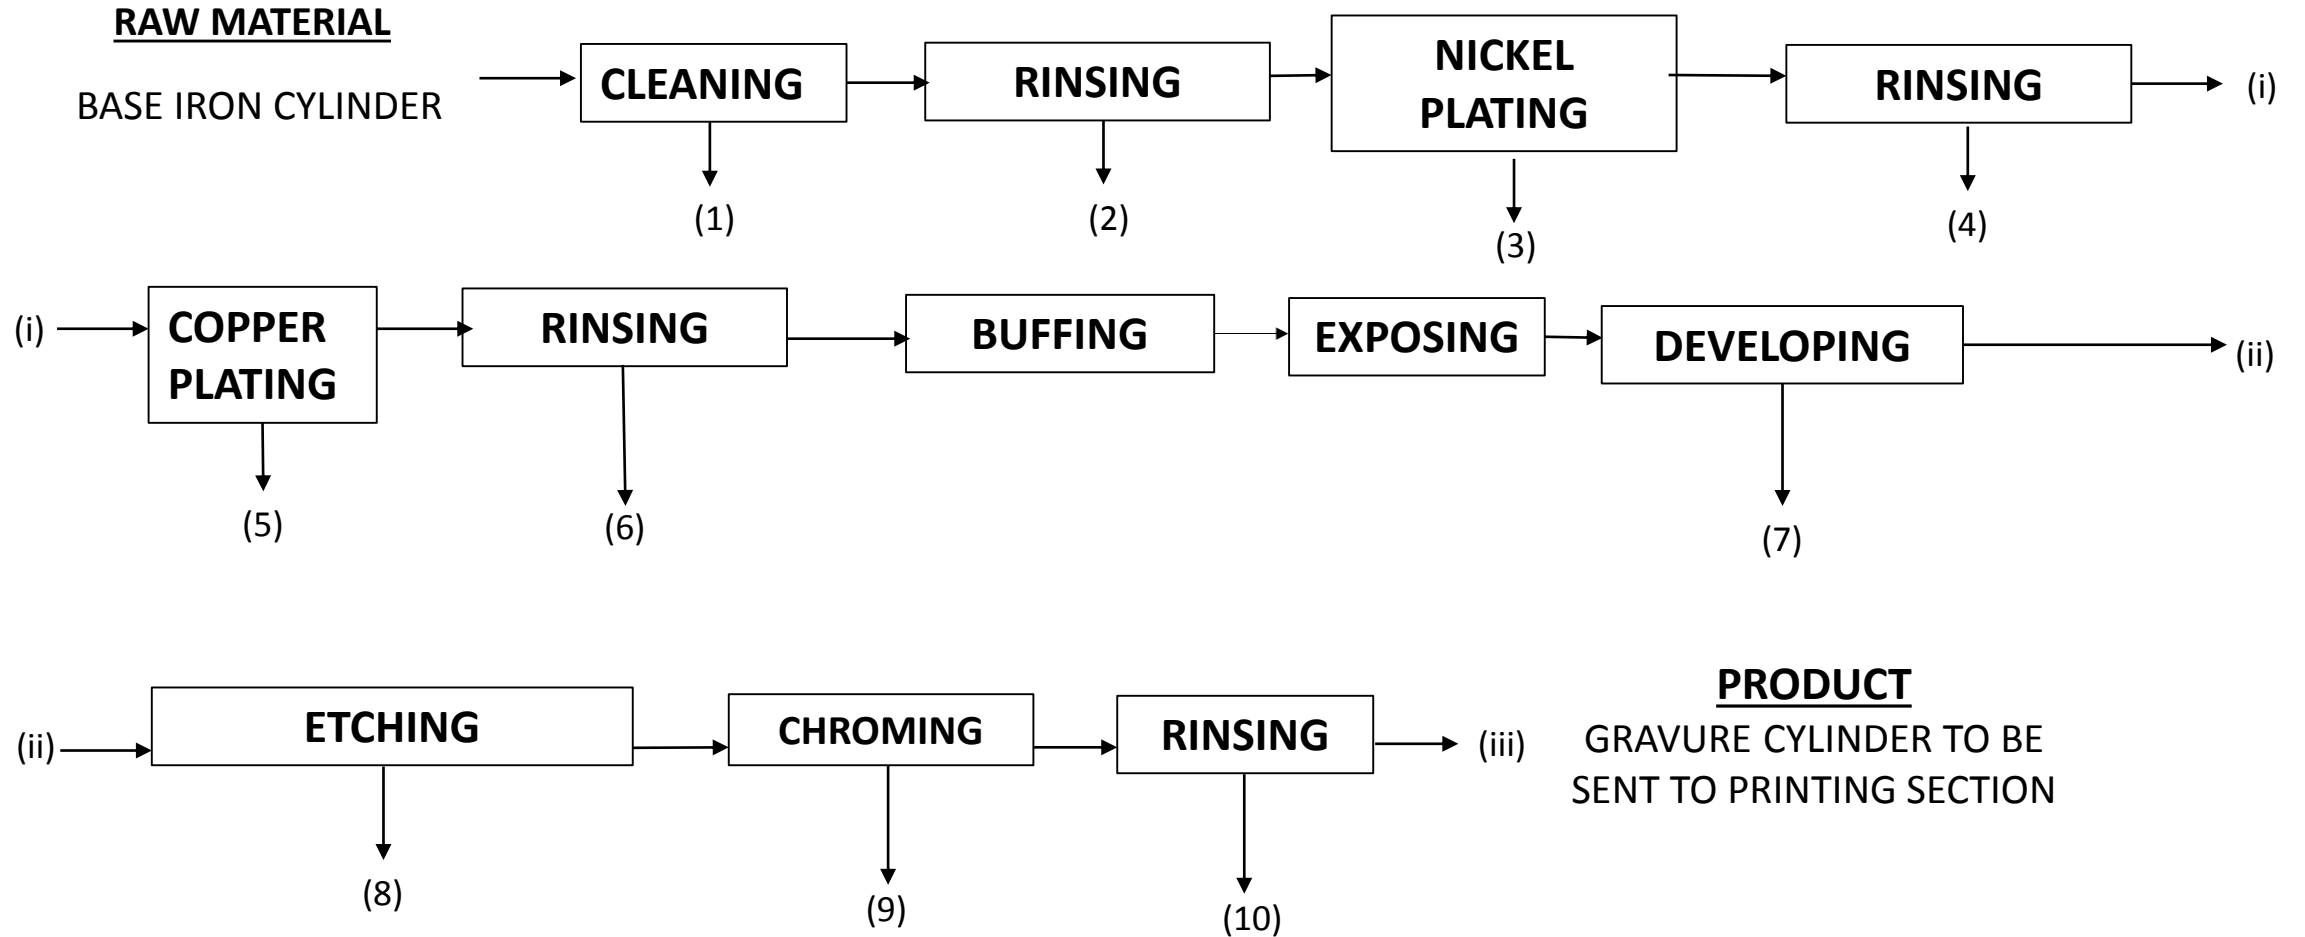 RAW MATERIAL
BASE IRON CYLINDER
CLEANING
RINSING
NICKEL
PLATING
RINSING
(i)
(1)
(2)
(3)
(4)
(i)
COPPER
PLATING
RINSING
BUFFING
EXPOSING
DEVELOPING
(ii)
(5)
(6)
(7)
(ii)
ETCHING
CHROMING
RINSING
(iii)
PRODUCT
GRAVURE CYLINDER TO BE
SENT TO PRINTING SECTION
(8)
(9)
(10)